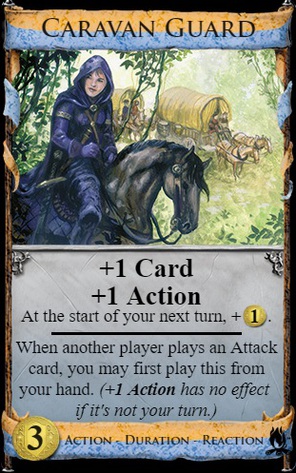 Caravan Guard
+1 Card
+1 Action
At the start of your next turn, + 1 .
When another player plays an Attack
card, you may first play this from
your hand. (+1 Action has no effect
if it's not your turn.)
3 Action - Duration - Reaction